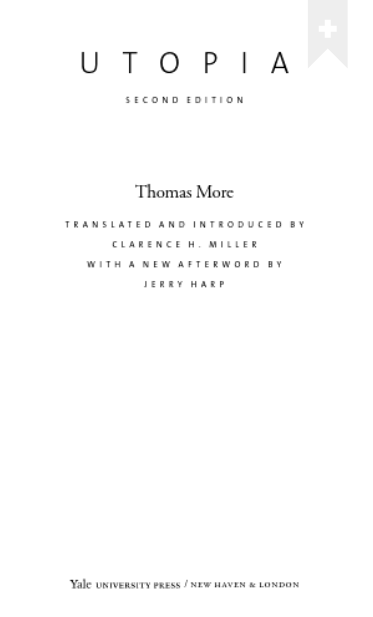 UTOPIA
SECOND EDITION
Thomas More
TRANSLATED AND INTRODUCED BY
CLARENCE H. MILLER
WITH A NEW AFTERWORD BY
JERRY HARP
Yale UNIVERSITY PRESS / NEW HAVEN & LONDON